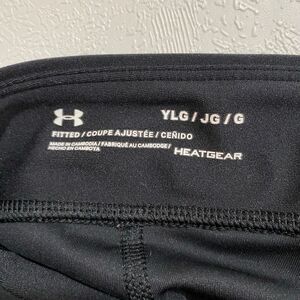 YLG / JG / G
FITTED / COUPE AJUSTÉE / CEÑIDO
MADE IN CAMBODIA / FABRIQUÉ AU CAMBODGE /
HECHO EN CAMBOYA
HEATGEAR